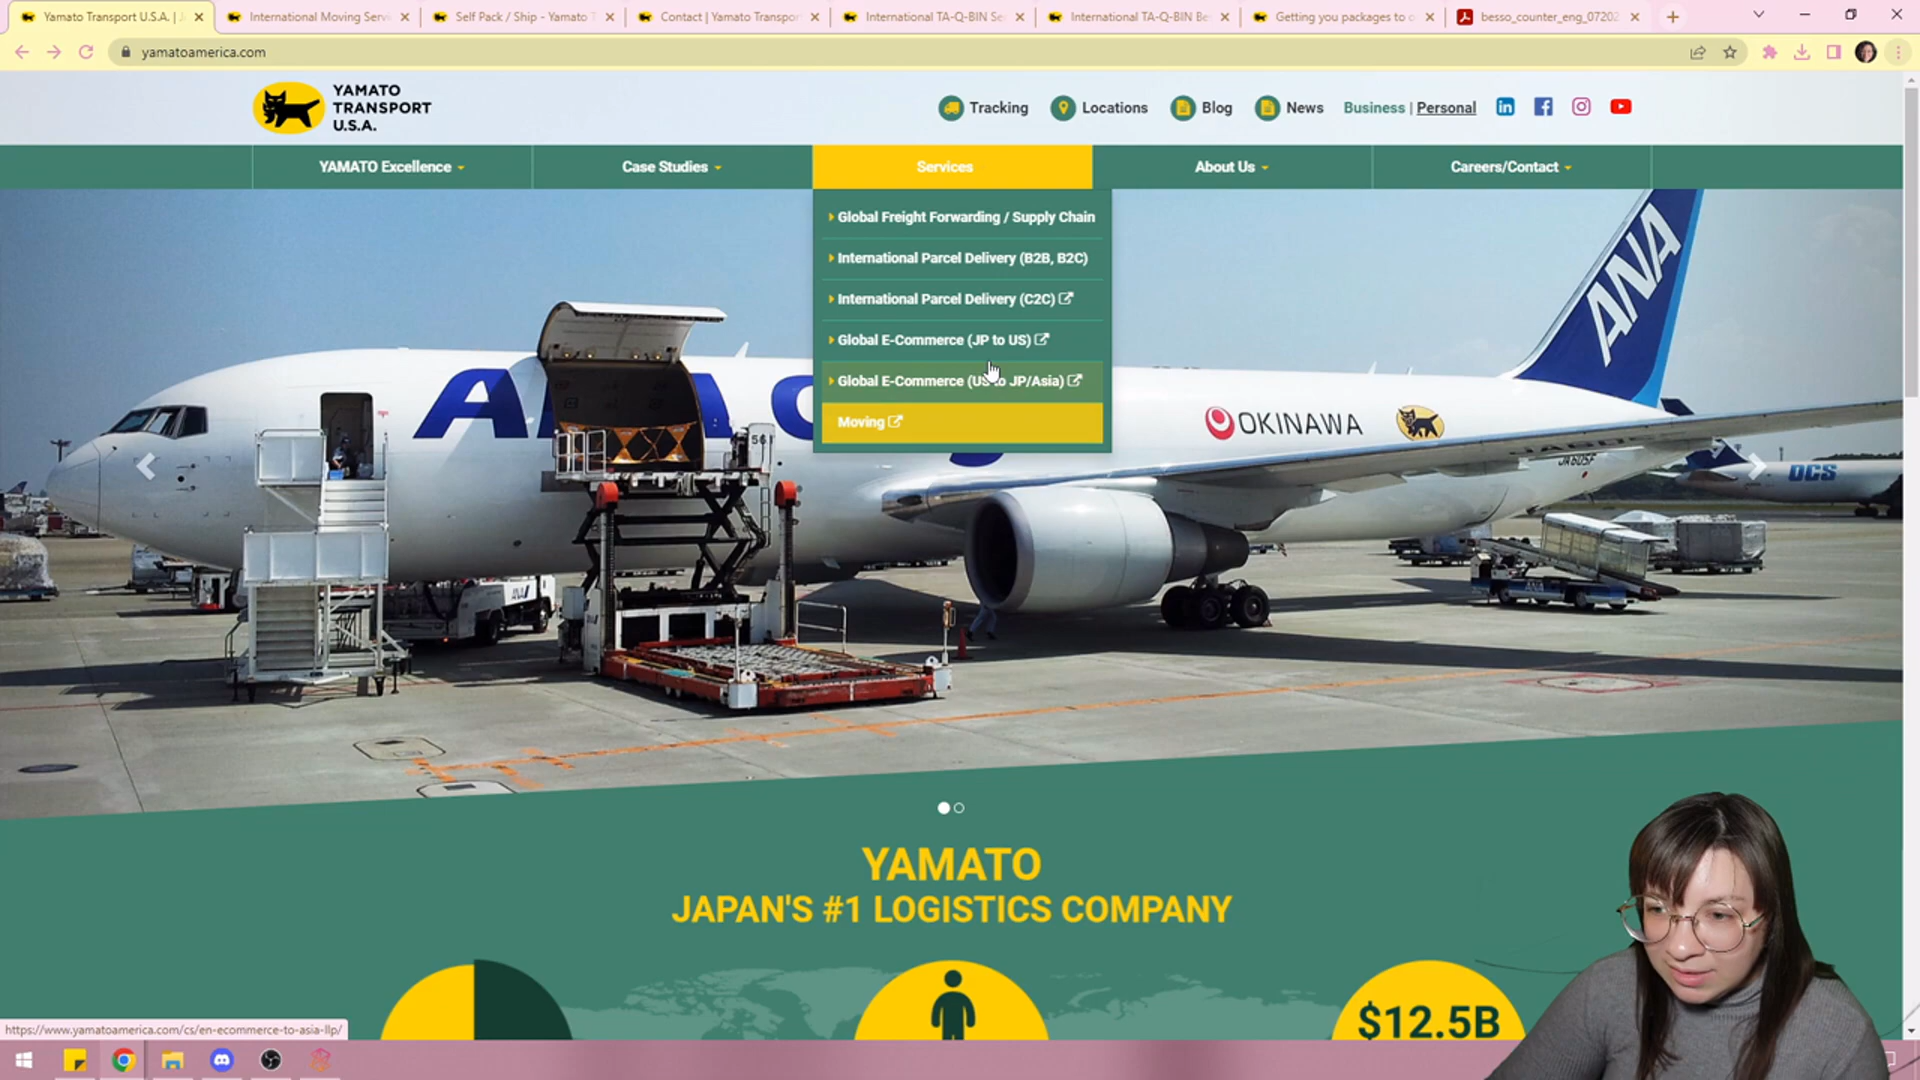 Yamato Transport U.S.A. | J
International Moving Servi
Self Pack / Ship - Yamato T
Contact | Yamato Transpor
International TA-Q-BIN Se
International TA-Q-BIN Be
Getting you packages to o
besso_counter_eng_07202
yamatoamerica.com
YAMATO
TRANSPORT
U.S.A.
Tracking
Locations
Blog
News
Business | Personal
YAMATO Excellence
Case Studies
Services
About Us
Careers/Contact
Global Freight Forwarding / Supply Chain
International Parcel Delivery (B2B, B2C)
International Parcel Delivery (C2C)
Global E-Commerce (JP to US)
Global E-Commerce (US to JP/Asia)
Moving
ANA
OKINAWA
JA605F
OCS
56
ANA
YAMATO
JAPAN'S #1 LOGISTICS COMPANY
$12.5B
https://www.yamatoamerica.com/cs/en-ecommerce-to-asia-llp/